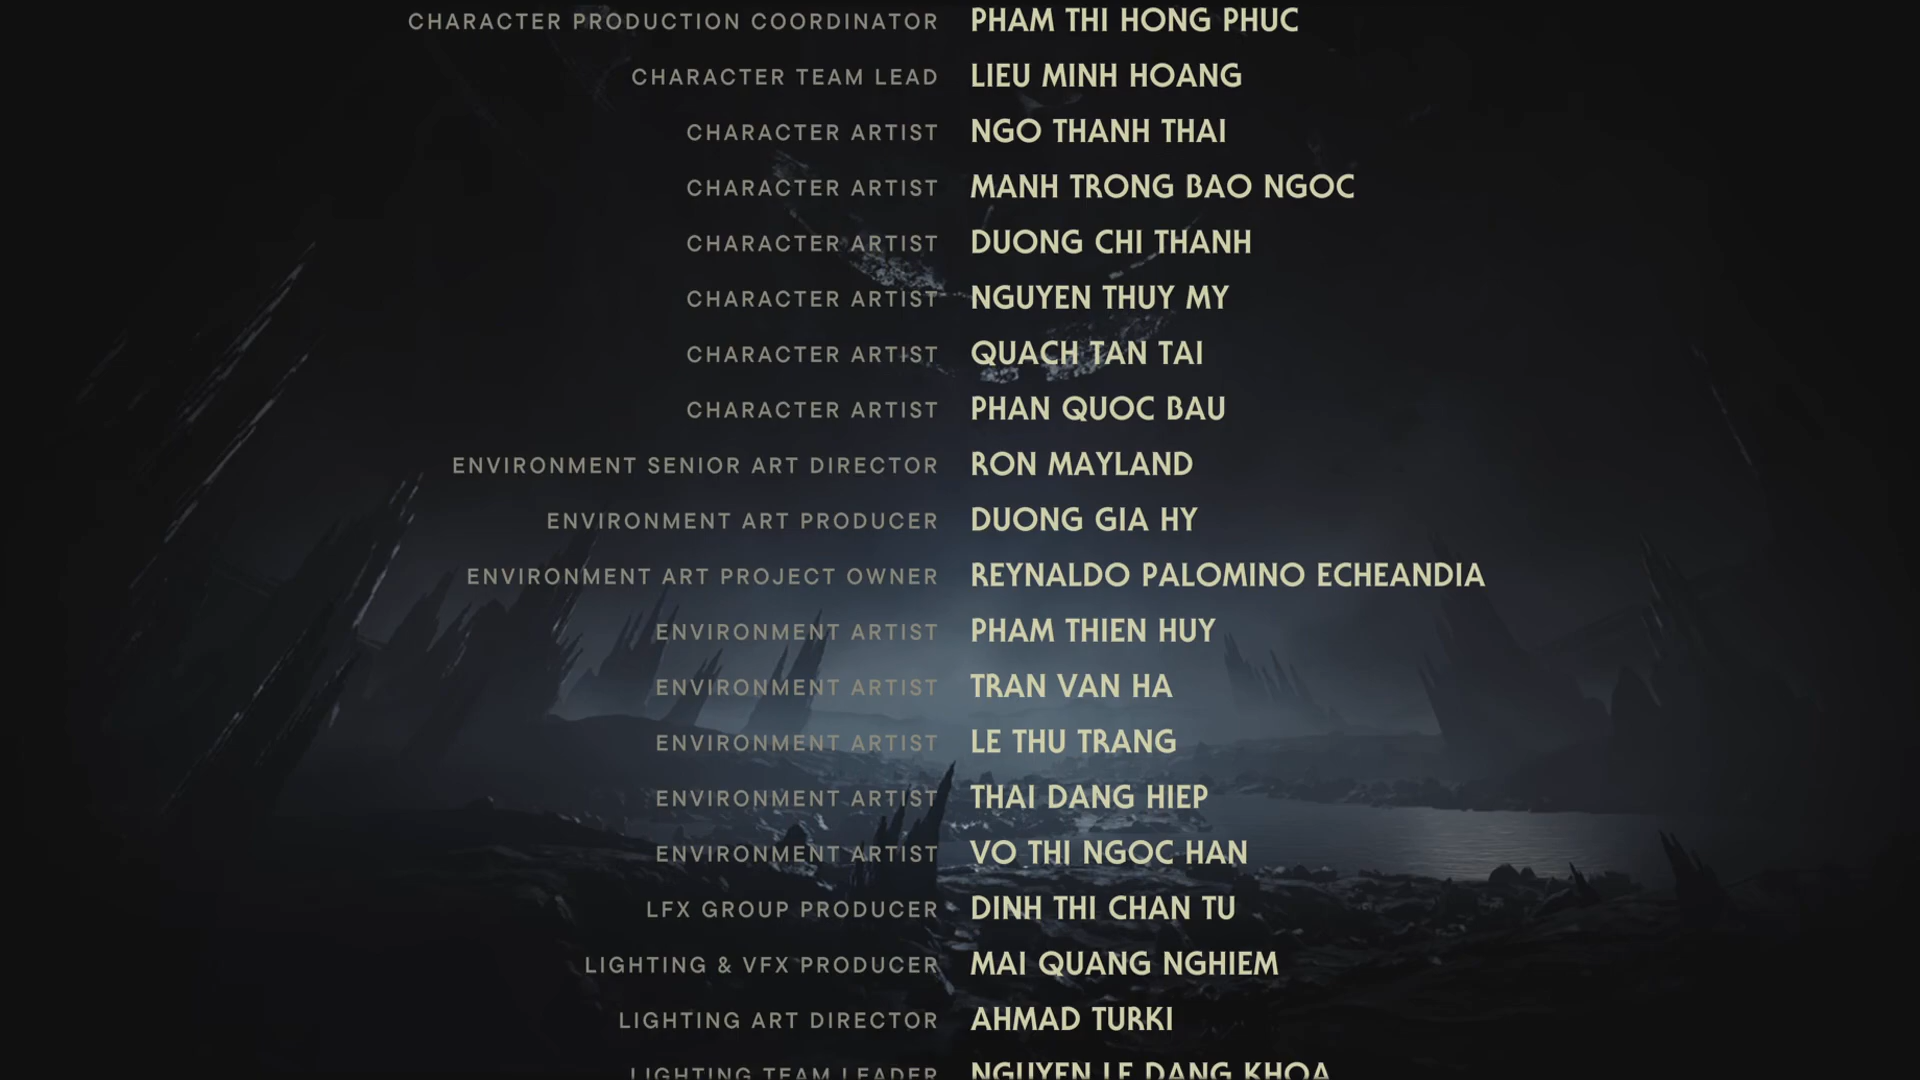 CHARACTER PRODUCTION COORDINATOR PHAM THI HONG PHUC
CHARACTER TEAM LEAD LIEU MINH HOANG
CHARACTER ARTIST NGO THANH THAI
CHARACTER ARTIST MANH TRONG BAO NGOC
CHARACTER ARTIST DUONG CHI THANH
CHARACTER ARTIST NGUYEN THUY MY
CHARACTER ARTIST QUACH TAN TAI
CHARACTER ARTIST PHAN QUOC BAU
ENVIRONMENT SENIOR ART DIRECTOR RON MAYLAND
ENVIRONMENT ART PRODUCER DUONG GIA HY
ENVIRONMENT ART PROJECT OWNER REYNALDO PALOMINO ECHEANDIA
ENVIRONMENT ARTIST PHAM THIEN HUY
ENVIRONMENT ARTIST TRAN VAN HA
ENVIRONMENT ARTIST LE THU TRANG
ENVIRONMENT ARTIST THAI DANG HIEP
ENVIRONMENT ARTIST VO THI NGOC HAN
LFX GROUP PRODUCER DINH THI CHAN TU
LIGHTING & VFX PRODUCER MAI QUANG NGHIEM
LIGHTING ART DIRECTOR AHMAD TURKI
LIGHTING TEAM LEADER NGUYEN LE DANG KHOA